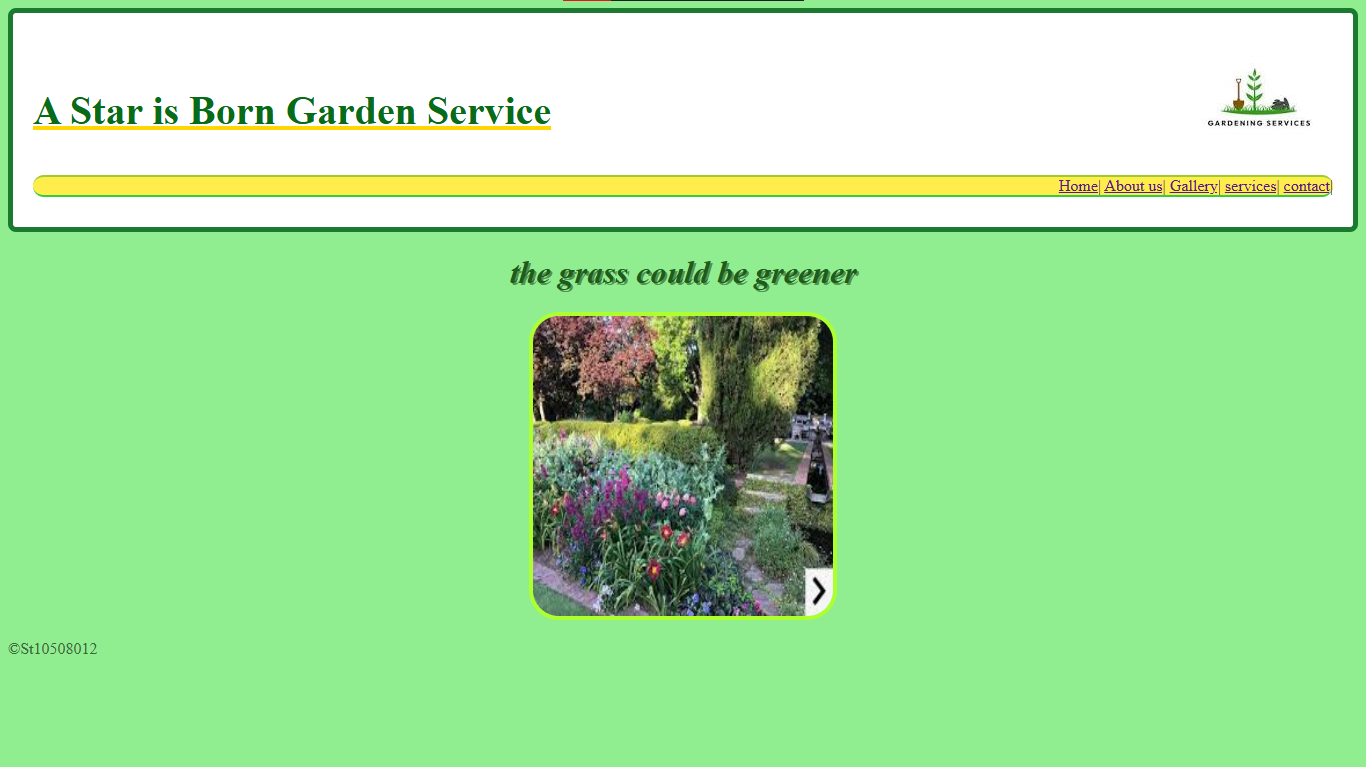 A Star is Born Garden Service
GARDENING SERVICES
Home| About us| Gallery| services| contact|
the grass could be greener
©St10508012